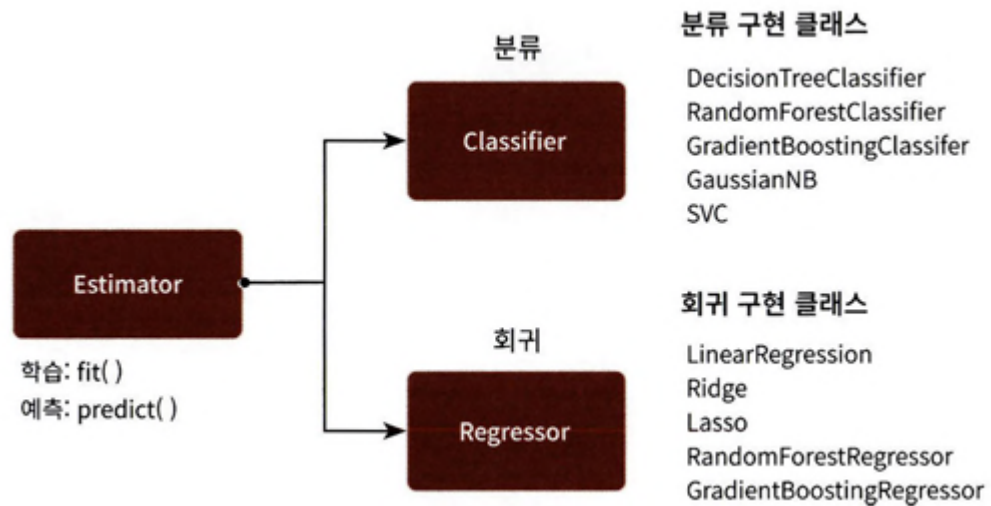 Estimator
학습: fit( )
예측: predict( )
분류
Classifier
회귀
Regressor
분류 구현 클래스
DecisionTreeClassifier
RandomForestClassifier
GradientBoostingClassifer
GaussianNB
SVC
회귀 구현 클래스
LinearRegression
Ridge
Lasso
RandomForestRegressor
GradientBoostingRegressor